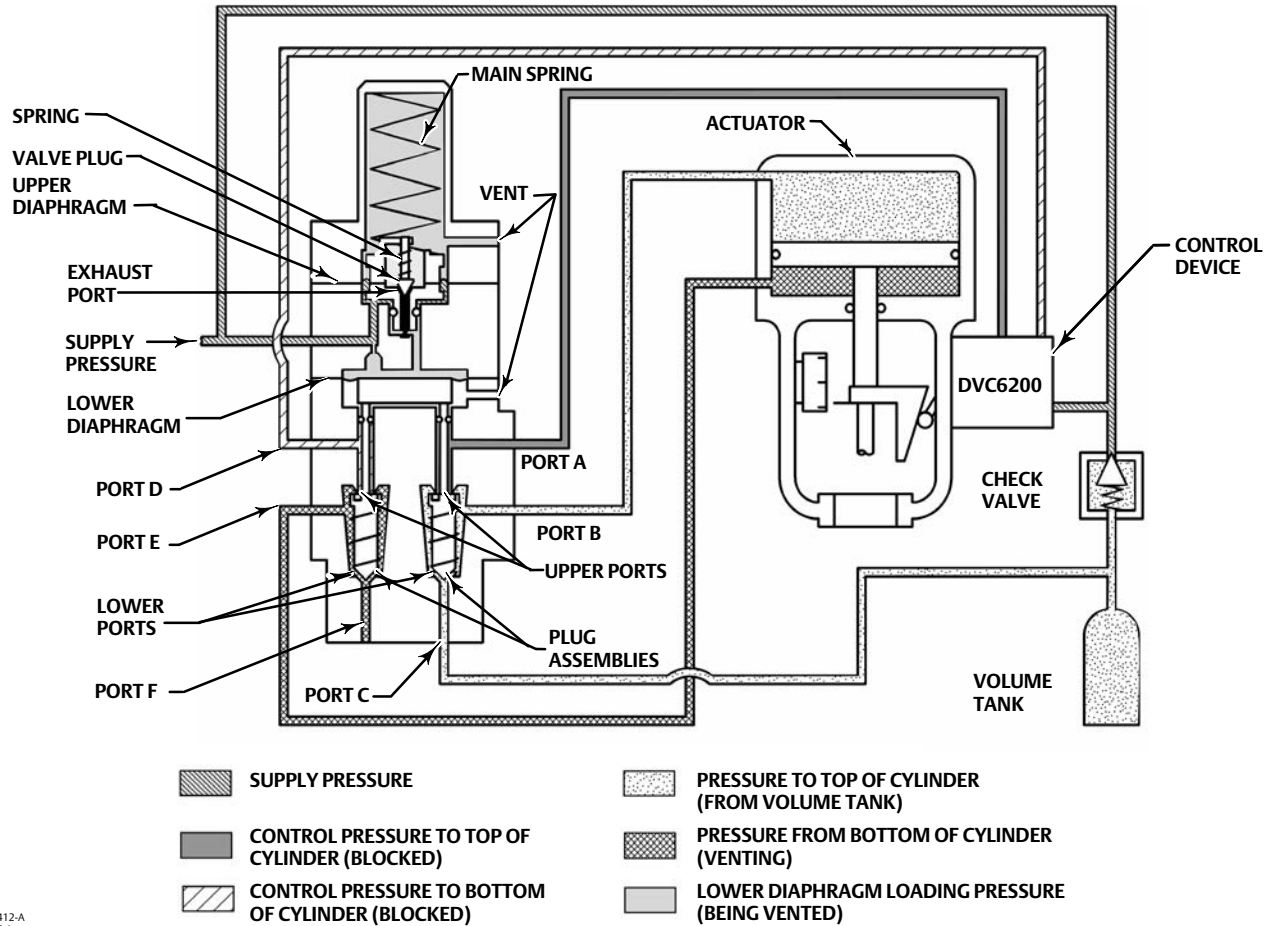 MAIN SPRING
SPRING
ACTUATOR
VALVE PLUG
UPPER
DIAPHRAGM
VENT
CONTROL
DEVICE
EXHAUST
PORT
SUPPLY
PRESSURE
DVC6200
LOWER
DIAPHRAGM
PORT A
CHECK
VALVE
PORT D
PORT E
PORT B
UPPER PORTS
LOWER
PORTS
PLUG
ASSEMBLIES
PORT F
PORT C
VOLUME
TANK
SUPPLY PRESSURE
CONTROL PRESSURE TO TOP OF
CYLINDER (BLOCKED)
CONTROL PRESSURE TO BOTTOM
OF CYLINDER (BLOCKED)
PRESSURE TO TOP OF CYLINDER
(FROM VOLUME TANK)
PRESSURE FROM BOTTOM OF CYLINDER
(VENTING)
LOWER DIAPHRAGM LOADING PRESSURE
(BEING VENTED)
412-A